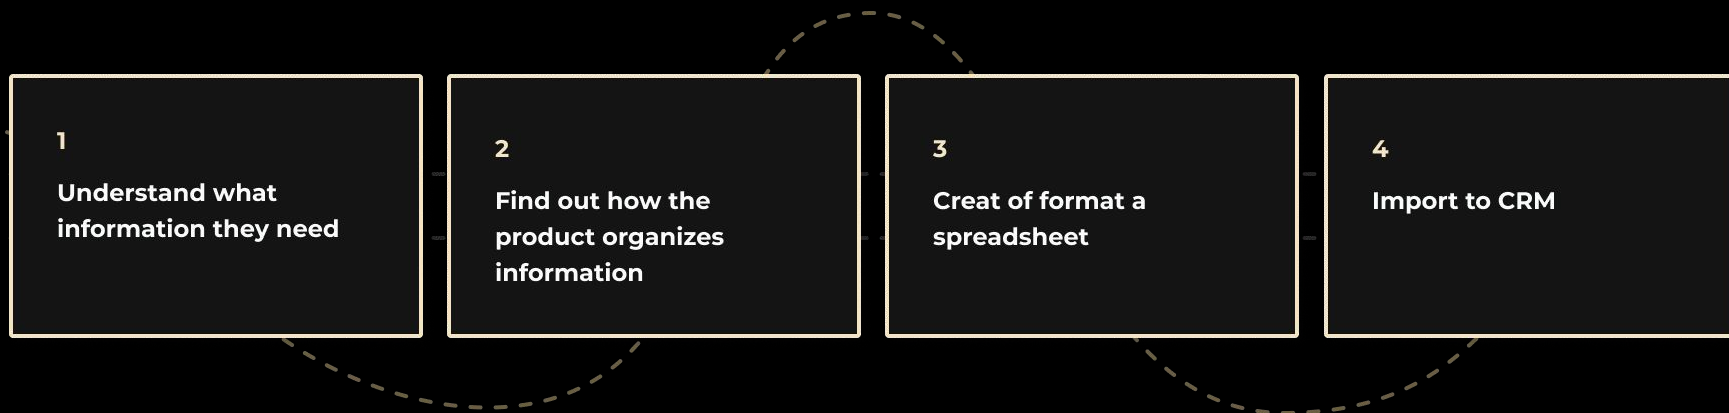 1
Understand what
information they need
2
Find out how the
product organizes
information
3
Creat of format a
spreadsheet
4
Import to CRM